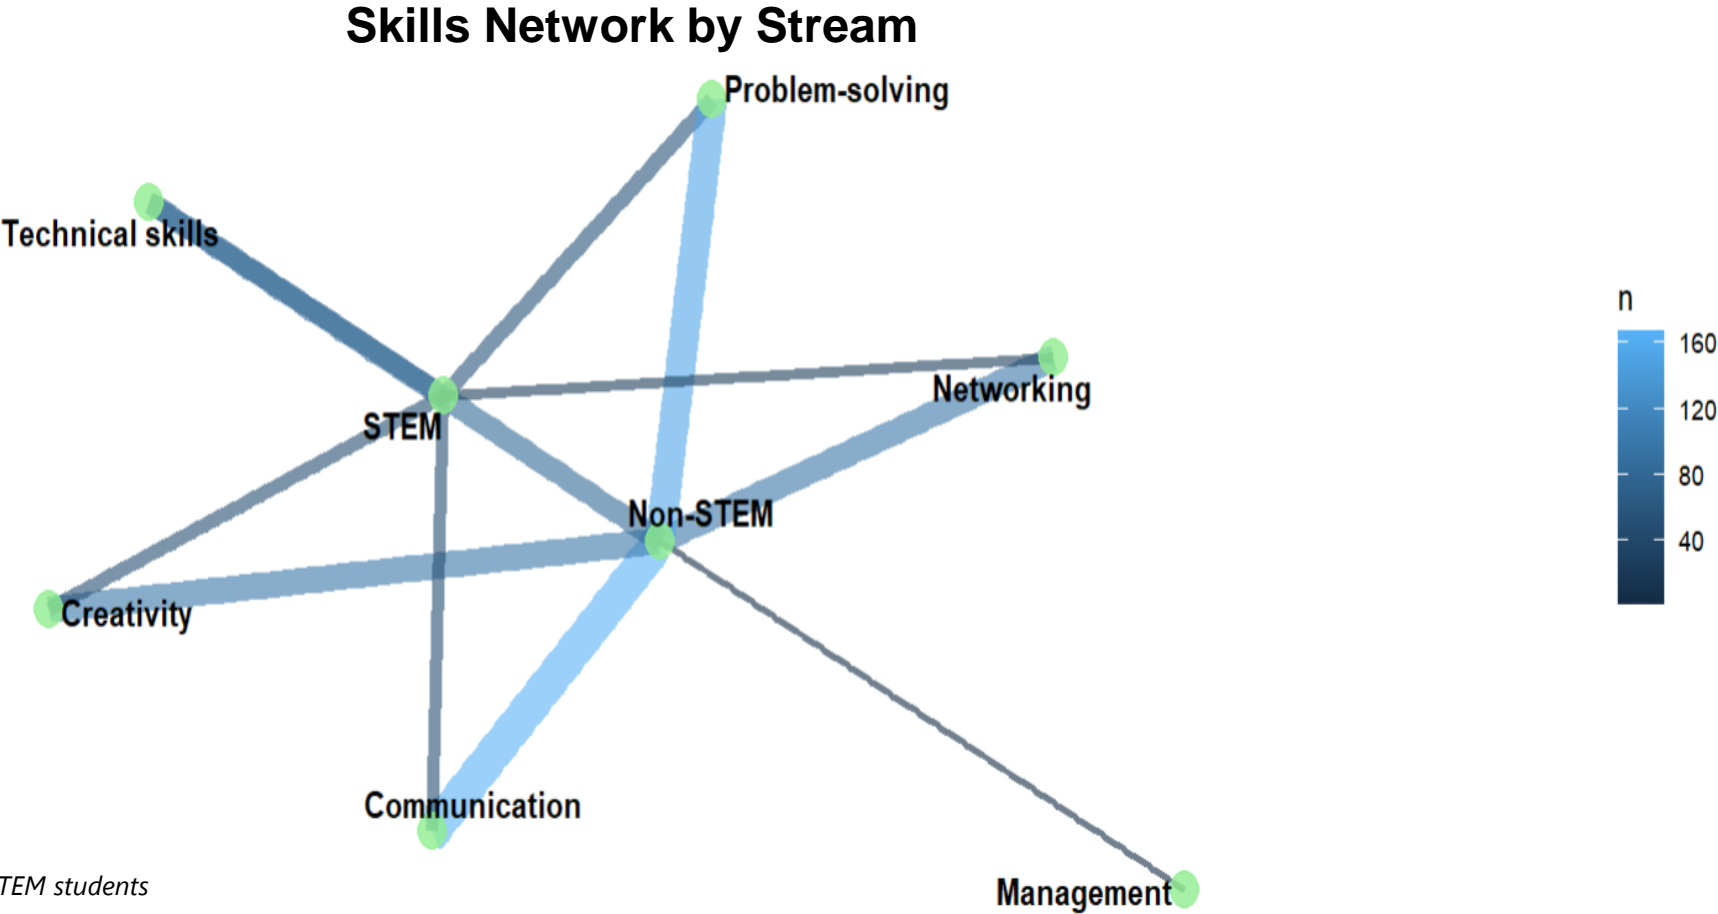 Skills Network by Stream
Problem-solving
Technical skills
n
160
Networking
STEM
120
80
Non-STEM
40
Creativity
Communication
TEM students
Management